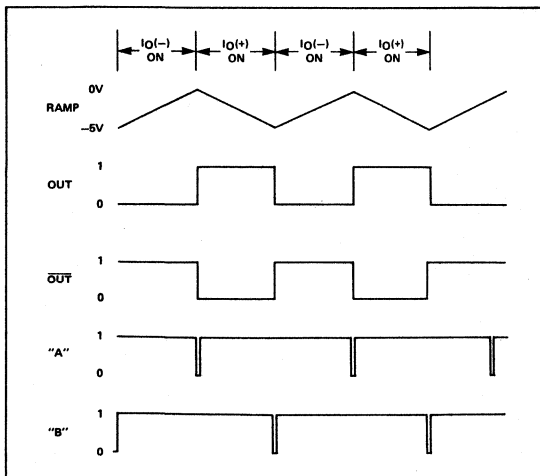 IO(−) ON IO(+) ON IO(−) ON IO(+) ON
0V
RAMP
−5V
1
OUT
0
1
OUT
0
1
"A"
0
1
"B"
0